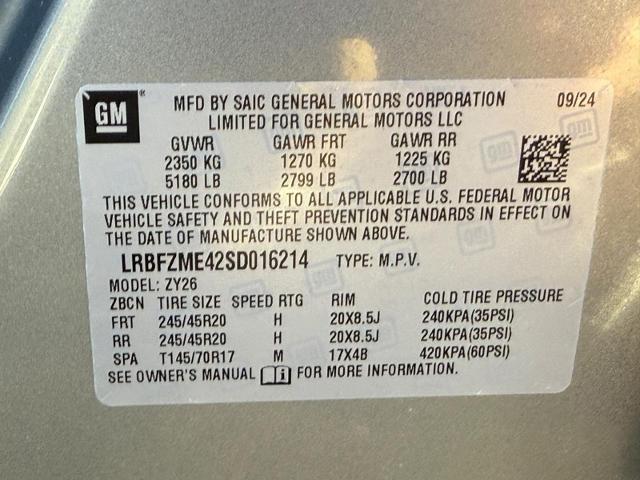 GM ® MFD BY SAIC GENERAL MOTORS CORPORATION 09/24
LIMITED FOR GENERAL MOTORS LLC
GVWR GAWR FRT GAWR RR
2350 KG 1270 KG 1225 KG
5180 LB 2799 LB 2700 LB
THIS VEHICLE CONFORMS TO ALL APPLICABLE U.S. FEDERAL MOTOR
VEHICLE SAFETY AND THEFT PREVENTION STANDARDS IN EFFECT ON
THE DATE OF MANUFACTURE SHOWN ABOVE.
LRBFZME42SD016214 TYPE: M.P.V.
MODEL: ZY26
ZBCN TIRE SIZE SPEED RTG RIM COLD TIRE PRESSURE
FRT 245/45R20 H 20X8.5J 240KPA(35PSI)
RR 245/45R20 H 20X8.5J 240KPA(35PSI)
SPA T145/70R17 M 17X4B 420KPA(60PSI)
SEE OWNER'S MANUAL i FOR MORE INFORMATION.